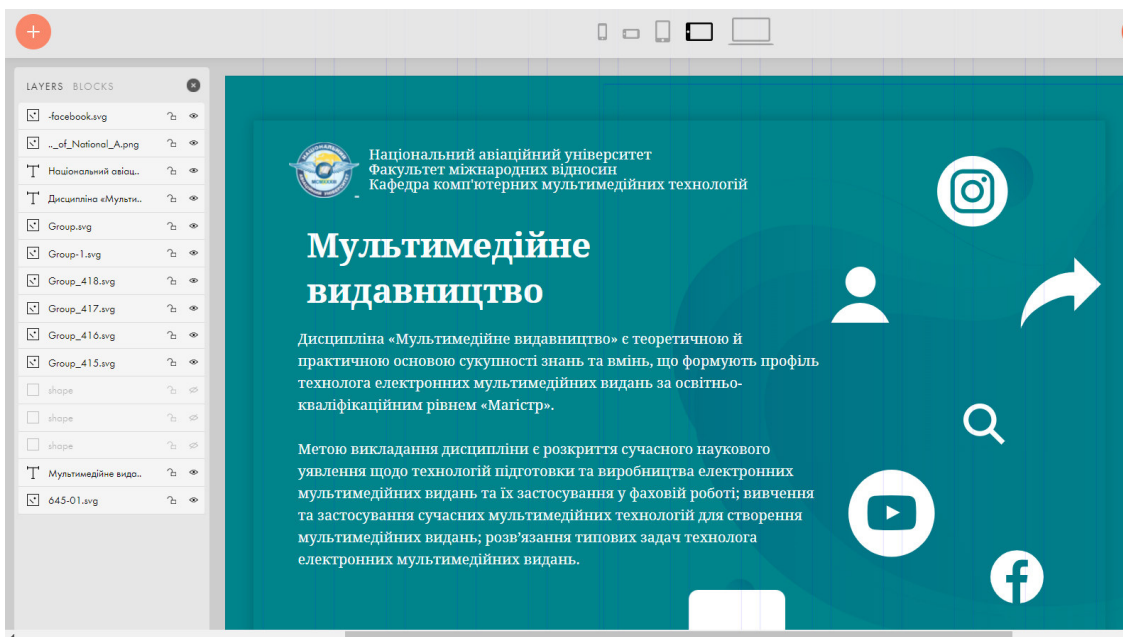 LAYERS BLOCKS
-facebook.svg
.._of_National_A.png
Національний авіац..
Дисципліна «Мульти..
Group.svg
Group-1.svg
Group_418.svg
Group_417.svg
Group_416.svg
Group_415.svg
shape
shape
shape
Мультимедійне вида..
645-01.svg
Національний авіаційний університет
Факультет міжнародних відносин
Кафедра комп'ютерних мультимедійних технологій
Мультимедійне
видавництво
Дисципліна «Мультимедійне видавництво» є теоретичною й
практичною основою сукупності знань та вмінь, що формують профіль
технолога електронних мультимедійних видань за освітньо-
кваліфікаційним рівнем «Магістр».
Метою викладання дисципліни є розкриття сучасного наукового
уявлення щодо технологій підготовки та виробництва електронних
мультимедійних видань та їх застосування у фаховій роботі; вивчення
та застосування сучасних мультимедійних технологій для створення
мультимедійних видань; розв’язання типових задач технолога
електронних мультимедійних видань.